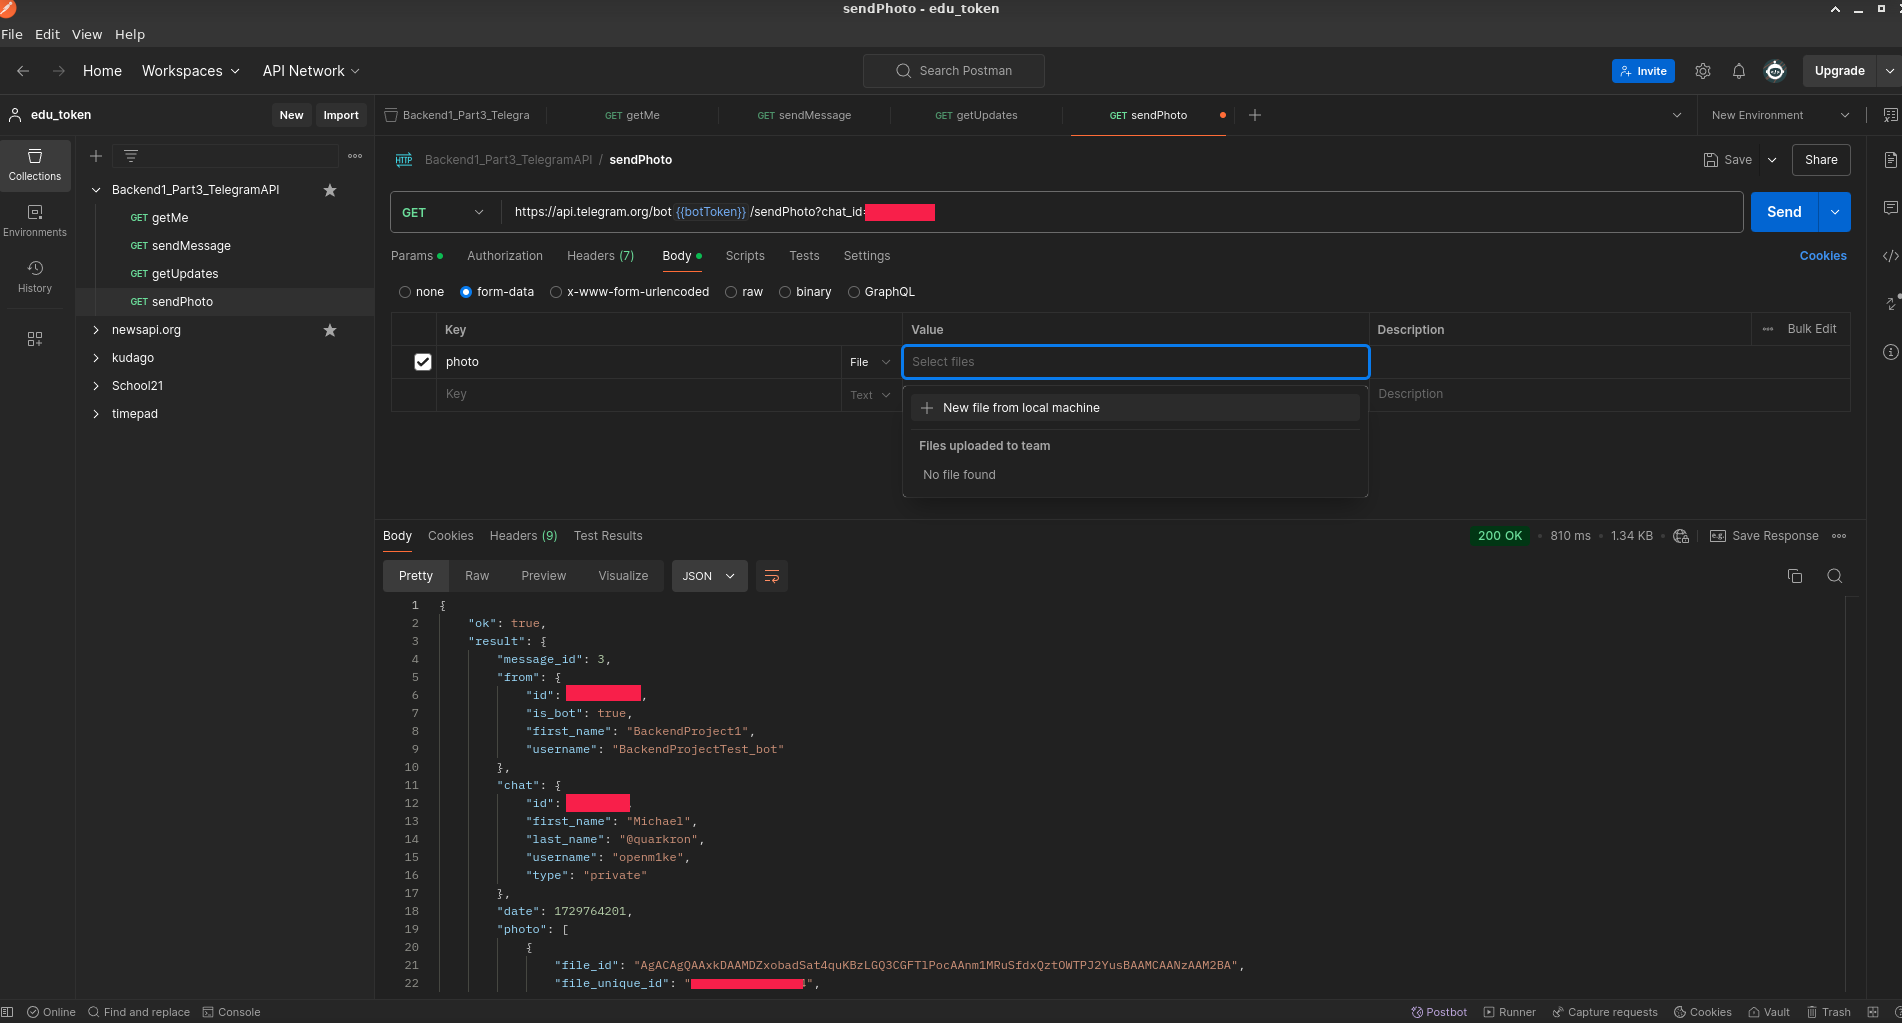 sendPhoto - edu_token
File Edit View Help
Home Workspaces API Network Search Postman Invite Upgrade
edu_token New Import Backend1_Part3_Telegra GET getMe GET sendMessage GET getUpdates GET sendPhoto New Environment
Collections
Environments
History
Backend1_Part3_TelegramAPI
GET getMe
GET sendMessage
GET getUpdates
GET sendPhoto
newsapi.org
kudago
School21
timepad
HTTP Backend1_Part3_TelegramAPI / sendPhoto Save Share
GET https://api.telegram.org/bot {{botToken}} /sendPhoto?chat_id= Send
Params Authorization Headers (7) Body Scripts Tests Settings Cookies
none form-data x-www-form-urlencoded raw binary GraphQL
Key Value Description Bulk Edit
photo File Select files
Key Text Description
New file from local machine
Files uploaded to team
No file found
Body Cookies Headers (9) Test Results 200 OK 810 ms 1.34 KB e.g. Save Response
Pretty Raw Preview Visualize JSON
1 {
2 "ok": true,
3 "result": {
4 "message_id": 3,
5 "from": {
6 "id": ,
7 "is_bot": true,
8 "first_name": "BackendProject1",
9 "username": "BackendProjectTest_bot"
10 },
11 "chat": {
12 "id":
13 "first_name": "Michael",
14 "last_name": "@quarkron",
15 "username": "openm1ke",
16 "type": "private"
17 },
18 "date": 1729764201,
19 "photo": [
20 {
21 "file_id": "AgACAgQAAxkDAAMDZxobadSat4quKBzLGQ3CGFTlPocAAnm1MRuSfdxQztOWTPJ2YusBAAMCAANzAAM2BA",
22 "file_unique_id": "",
Online Find and replace Console Postbot Runner Capture requests Cookies Vault Trash